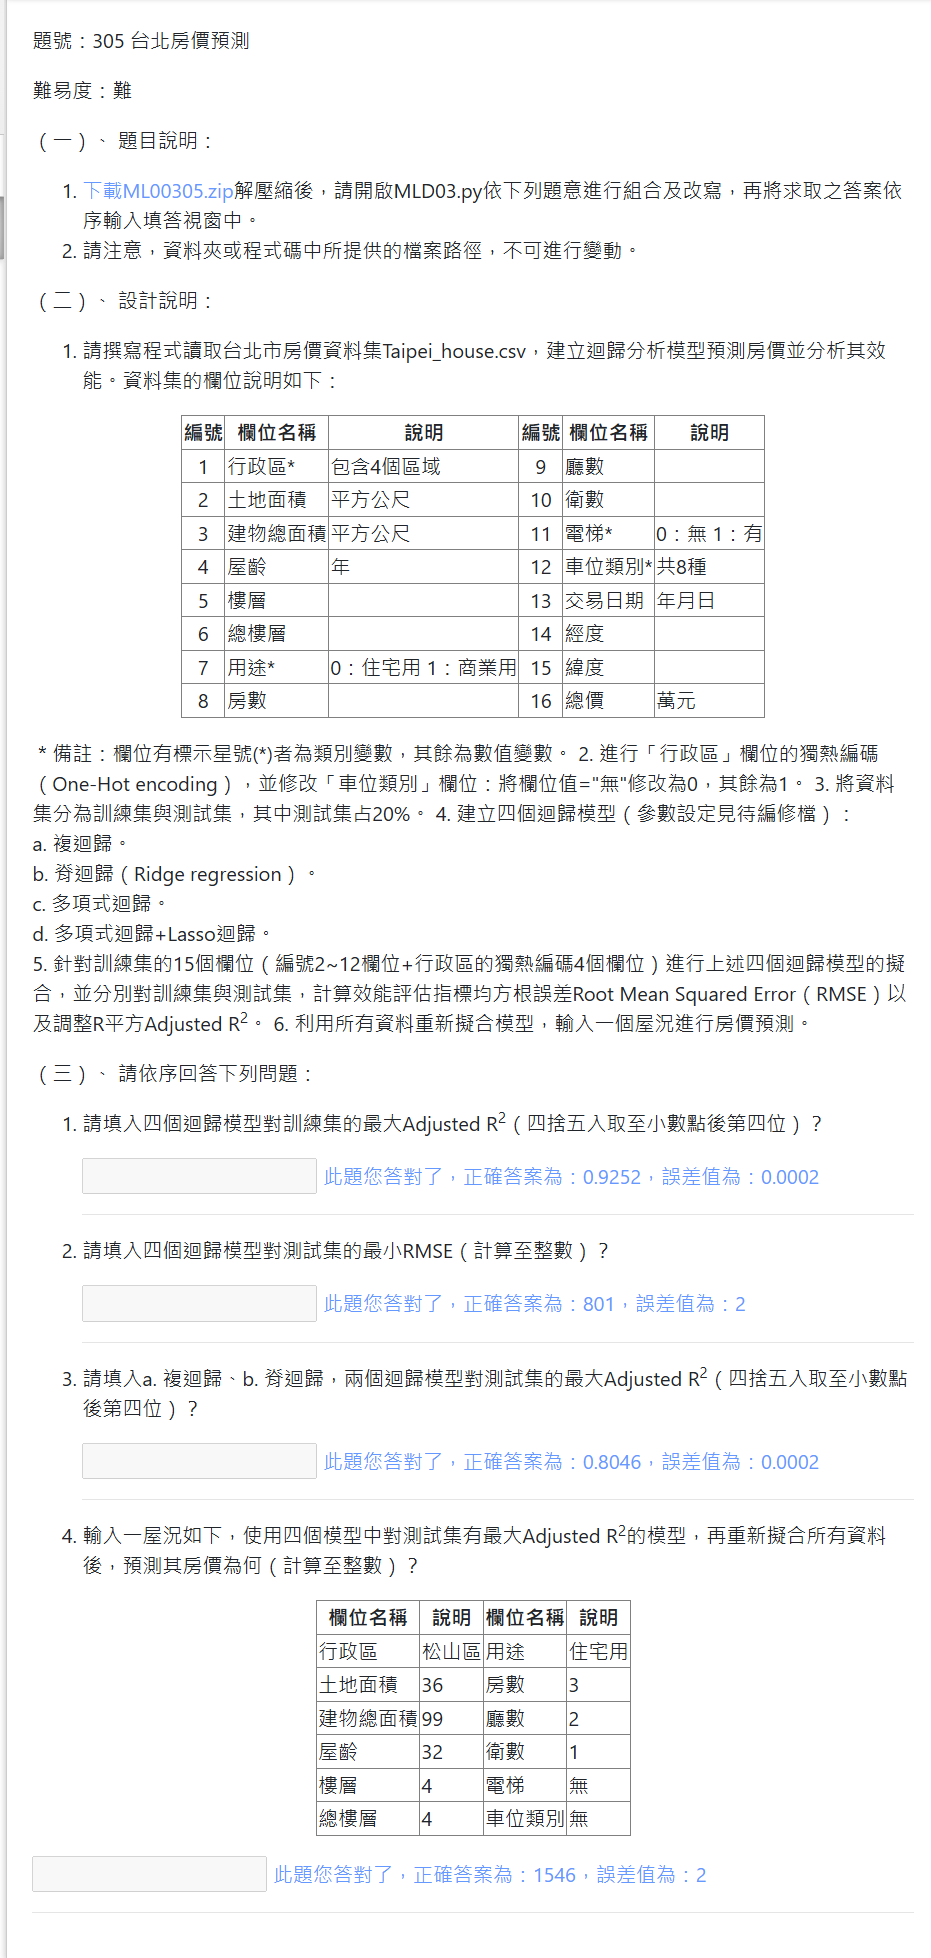 題號：305 台北房價預測
難易度：難
（一）、 題目說明：
1. 下載ML00305.zip解壓縮後，請開啟MLD03.py依下列題意進行組合及改寫，再將求取之答案依
序輸入填答視窗中。
2. 請注意，資料夾或程式碼中所提供的檔案路徑，不可進行變動。
（二）、 設計說明：
1. 請撰寫程式讀取台北市房價資料集Taipei_house.csv，建立迴歸分析模型預測房價並分析其效
能。資料集的欄位說明如下：
編號 欄位名稱 說明 編號 欄位名稱 說明
1 行政區* 包含4個區域 9 廳數
2 土地面積 平方公尺 10 衛數
3 建物總面積 平方公尺 11 電梯* 0：無 1：有
4 屋齡 年 12 車位類別* 共8種
5 樓層 13 交易日期 年月日
6 總樓層 14 經度
7 用途* 0：住宅用 1：商業用 15 緯度
8 房數 16 總價 萬元
* 備註：欄位有標示星號(*)者為類別變數，其餘為數值變數。 2. 進行「行政區」欄位的獨熱編碼
（One-Hot encoding），並修改「車位類別」欄位：將欄位值="無"修改為0，其餘為1。 3. 將資料
集分為訓練集與測試集，其中測試集占20%。 4. 建立四個迴歸模型（參數設定見待編修檔）：
a. 複迴歸。
b. 脊迴歸（Ridge regression）。
c. 多項式迴歸。
d. 多項式迴歸+Lasso迴歸。
5. 針對訓練集的15個欄位（編號2~12欄位+行政區的獨熱編碼4個欄位）進行上述四個迴歸模型的擬
合，並分別對訓練集與測試集，計算效能評估指標均方根誤差Root Mean Squared Error（RMSE）以
及調整R平方Adjusted R²。 6. 利用所有資料重新擬合模型，輸入一個屋況進行房價預測。
（三）、 請依序回答下列問題：
1. 請填入四個迴歸模型對訓練集的最大Adjusted R²（四捨五入取至小數點後第四位）？
此題您答對了，正確答案為：0.9252，誤差值為：0.0002
2. 請填入四個迴歸模型對測試集的最小RMSE（計算至整數）？
此題您答對了，正確答案為：801，誤差值為：2
3. 請填入a. 複迴歸、b. 脊迴歸，兩個迴歸模型對測試集的最大Adjusted R²（四捨五入取至小數點
後第四位）？
此題您答對了，正確答案為：0.8046，誤差值為：0.0002
4. 輸入一屋況如下，使用四個模型中對測試集有最大Adjusted R²的模型，再重新擬合所有資料
後，預測其房價為何（計算至整數）？
欄位名稱 說明 欄位名稱 說明
行政區 松山區 用途 住宅用
土地面積 36 房數 3
建物總面積 99 廳數 2
屋齡 32 衛數 1
樓層 4 電梯 無
總樓層 4 車位類別 無
此題您答對了，正確答案為：1546，誤差值為：2